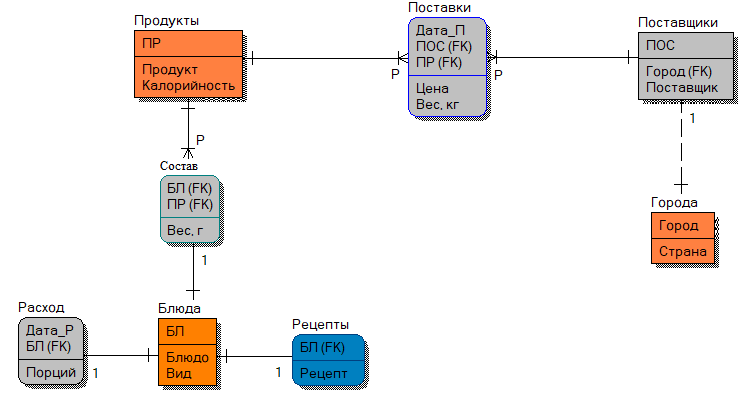 Продукты
ПР
Продукт
Калорийность
Р
Р
Поставки
Дата_П
ПОС (FK)
ПР (FK)
Цена
Вес, кг
Р
Поставщики
ПОС
Город (FK)
Поставщик
1
Состав
БЛ (FK)
ПР (FK)
Вес, г
1
Города
Город
Страна
Расход
Дата_Р
БЛ (FK)
Порций
1
Блюда
БЛ
Блюдо
Вид
1
Рецепты
БЛ (FK)
Рецепт